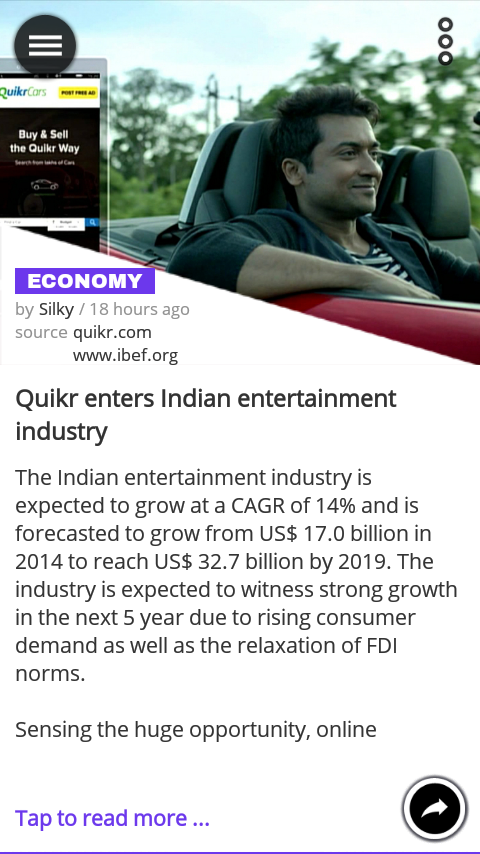 QuikrCars
POST FREE AD
Buy & Sell
the Quikr Way
Search from lakhs of Cars
ECONOMY
by Silky / 18 hours ago
source quikr.com
www.ibef.org
Quikr enters Indian entertainment
industry
The Indian entertainment industry is
expected to grow at a CAGR of 14% and is
forecasted to grow from US$ 17.0 billion in
2014 to reach US$ 32.7 billion by 2019. The
industry is expected to witness strong growth
in the next 5 year due to rising consumer
demand as well as the relaxation of FDI
norms.
Sensing the huge opportunity, online
Tap to read more ...